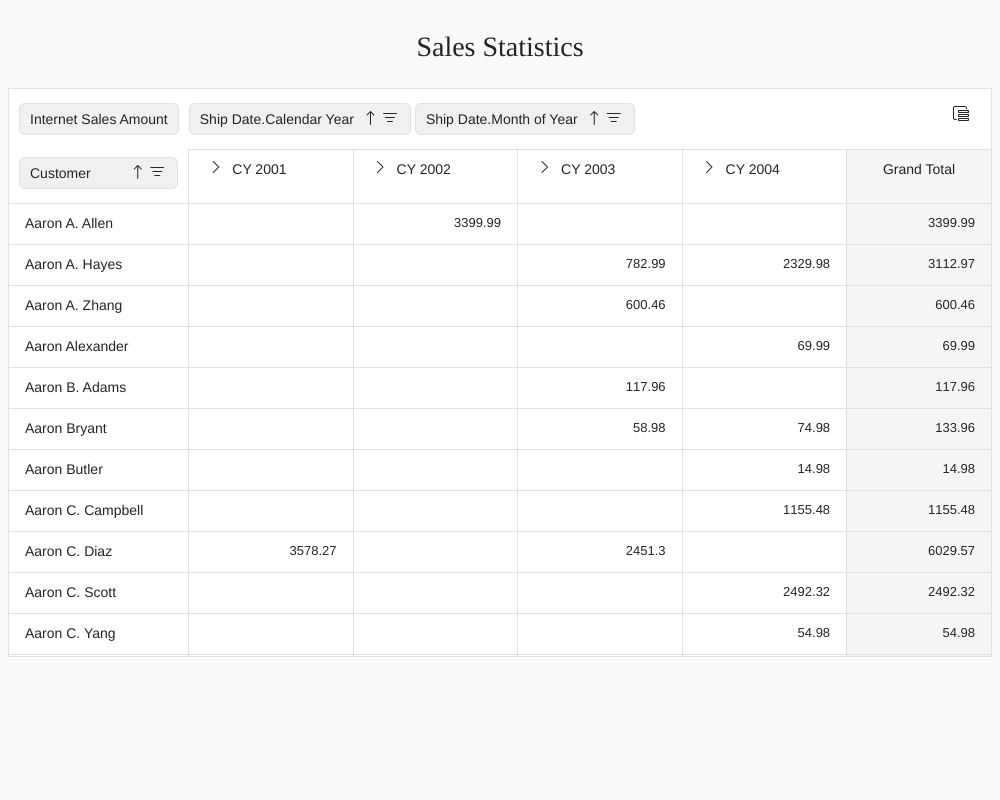 Sales Statistics
Internet Sales Amount Ship Date.Calendar Year Ship Date.Month of Year
Customer CY 2001 CY 2002 CY 2003 CY 2004 Grand Total
Aaron A. Allen 3399.99 3399.99
Aaron A. Hayes 782.99 2329.98 3112.97
Aaron A. Zhang 600.46 600.46
Aaron Alexander 69.99 69.99
Aaron B. Adams 117.96 117.96
Aaron Bryant 58.98 74.98 133.96
Aaron Butler 14.98 14.98
Aaron C. Campbell 1155.48 1155.48
Aaron C. Diaz 3578.27 2451.3 6029.57
Aaron C. Scott 2492.32 2492.32
Aaron C. Yang 54.98 54.98